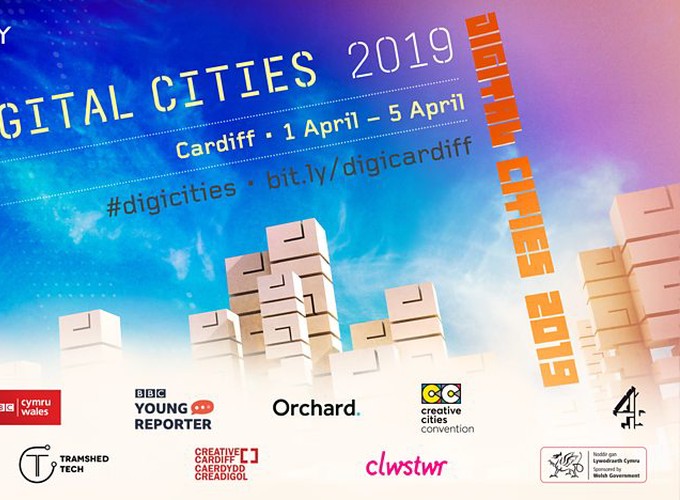 Y
GITAL CITIES 2019
Cardiff · 1 April – 5 April
#digicities · bit.ly/digicardiff
DIGITAL CITIES 2019
BBC cymru
wales
BBC
YOUNG
REPORTER
Orchard.
CC
creative
cities
convention
4
T TRAMSHED
TECH
CREATIVE
CARDIFF
CAERDYDD
CREADIGOL
clwstwr
Noddir gan
Lywodraeth Cymru
Sponsored by
Welsh Government